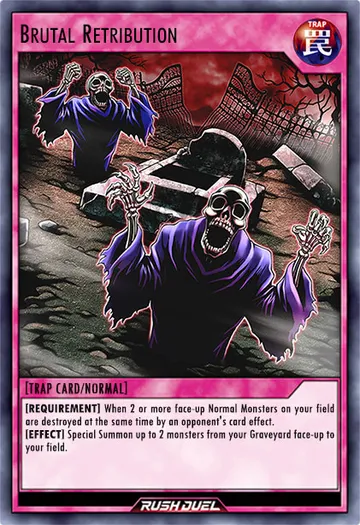 BRUTAL RETRIBUTION
TRAP
罠
[TRAP CARD/NORMAL]
[REQUIREMENT] When 2 or more face-up Normal Monsters on your field
are destroyed at the same time by an opponent's card effect.
[EFFECT] Special Summon up to 2 monsters from your Graveyard face-up to
your field.
RUSH DUEL